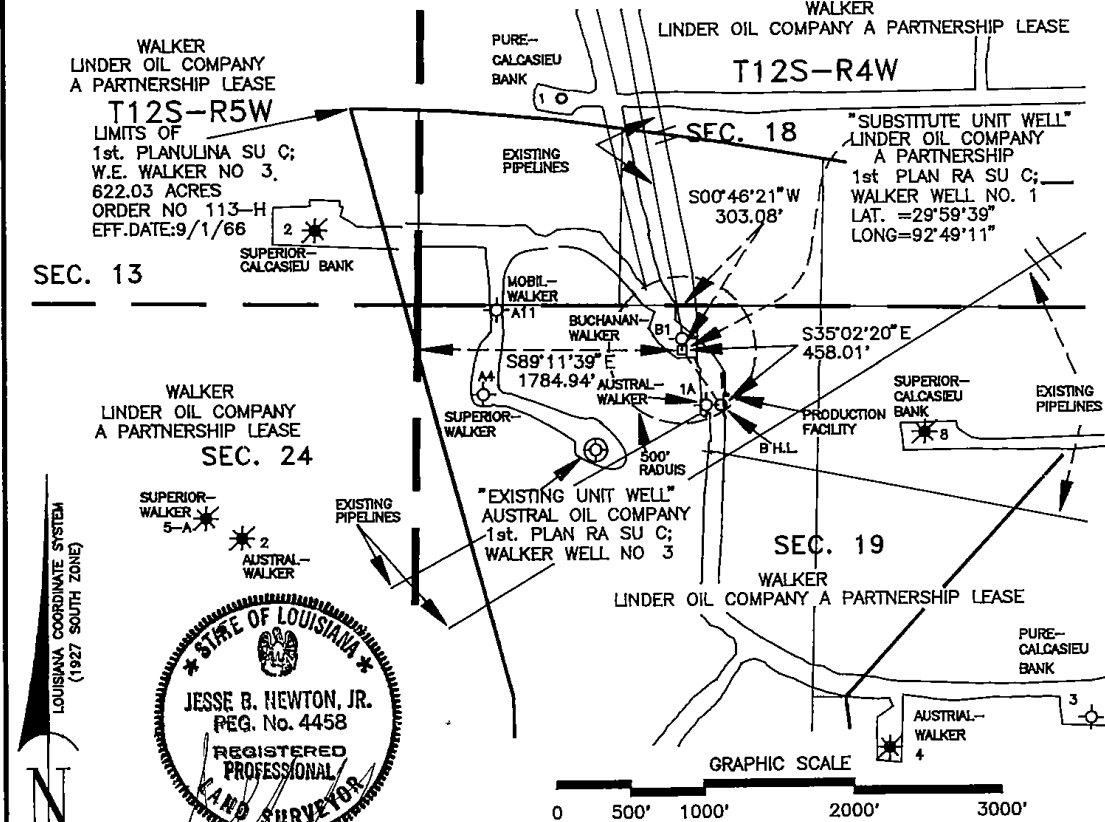 WALKER
LINDER OIL COMPANY
A PARTNERSHIP LEASE
T12S-R5W
LIMITS OF
1st. PLANULINA SU C;
W.E. WALKER NO 3.
622.03 ACRES
ORDER NO 113-H
EFF.DATE:9/1/66
PURE-
CALCASIEU
BANK
1
WALKER
LINDER OIL COMPANY A PARTNERSHIP LEASE
T12S-R4W
SEC. 18
EXISTING
PIPELINES
"SUBSTITUTE UNIT WELL"
LINDER OIL COMPANY
A PARTNERSHIP
1st PLAN RA SU C;
WALKER WELL NO. 1
LAT. =29°59'39"
LONG=92°49'11"
S00°46'21"W
303.08'
2
SUPERIOR-
CALCASIEU BANK
SEC. 13
MOBIL-
WALKER
A11
BUCHANAN-
WALKER
B1
S89°11'39"E
1784.94'
S35°02'20"E
458.01'
A4
SUPERIOR-
WALKER
AUSTRAL-
WALKER
1A
PRODUCTION
FACILITY
B.H.L.
500'
RADUIS
SUPERIOR-
CALCASIEU
BANK
8
EXISTING
PIPELINES
WALKER
LINDER OIL COMPANY
A PARTNERSHIP LEASE
SEC. 24
SUPERIOR-
WALKER
5-A
2
AUSTRAL-
WALKER
EXISTING
PIPELINES
"EXISTING UNIT WELL"
AUSTRAL OIL COMPANY
1st. PLAN RA SU C;
WALKER WELL NO 3
SEC. 19
WALKER
LINDER OIL COMPANY A PARTNERSHIP LEASE
PURE-
CALCASIEU
BANK
3
AUSTRIAL-
WALKER
4
LOUISIANA COORDINATE SYSTEM
(1927 SOUTH ZONE)
N
STATE OF LOUISIANA
JESSE B. NEWTON, JR.
REG. No. 4458
REGISTERED
PROFESSIONAL
LAND SURVEYOR
GRAPHIC SCALE
0 500' 1000' 2000' 3000'